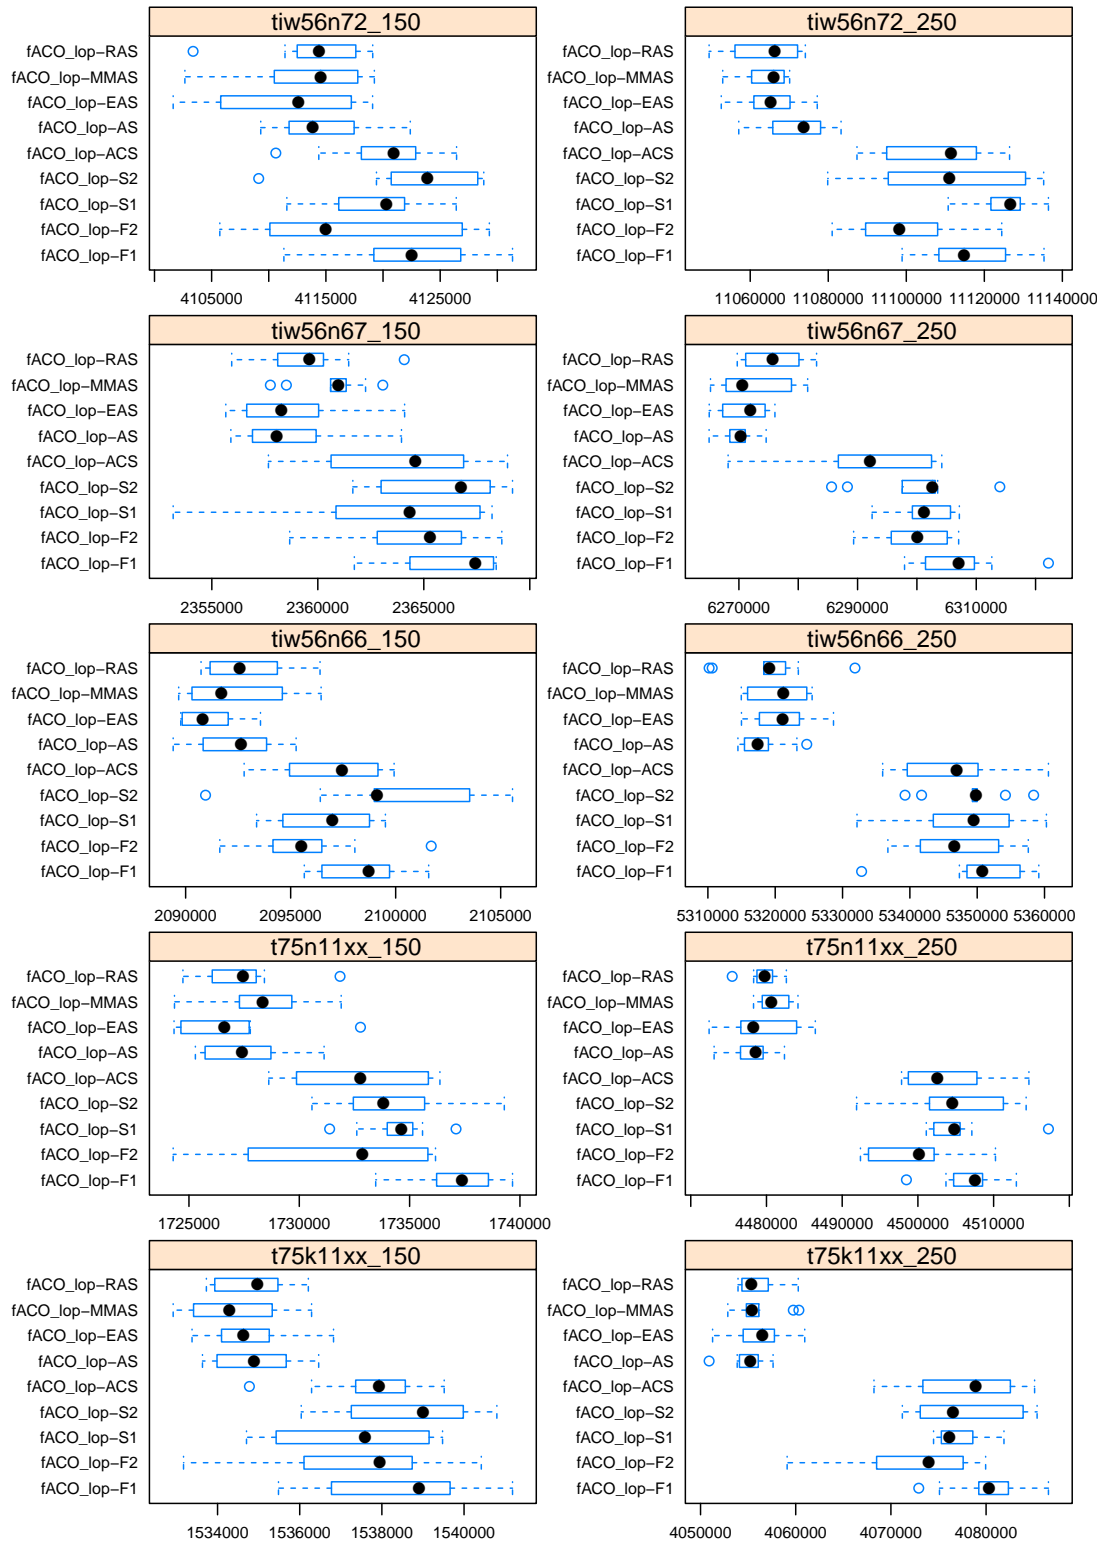 tiw56n72_150
fACO_lop−RAS
fACO_lop−MMAS
fACO_lop−EAS
fACO_lop−AS
fACO_lop−ACS
fACO_lop−S2
fACO_lop−S1
fACO_lop−F2
fACO_lop−F1
4105000 4115000 4125000
tiw56n72_250
fACO_lop−RAS
fACO_lop−MMAS
fACO_lop−EAS
fACO_lop−AS
fACO_lop−ACS
fACO_lop−S2
fACO_lop−S1
fACO_lop−F2
fACO_lop−F1
11060000 11080000 11100000 11120000 11140000
tiw56n67_150
fACO_lop−RAS
fACO_lop−MMAS
fACO_lop−EAS
fACO_lop−AS
fACO_lop−ACS
fACO_lop−S2
fACO_lop−S1
fACO_lop−F2
fACO_lop−F1
2355000 2360000 2365000
tiw56n67_250
fACO_lop−RAS
fACO_lop−MMAS
fACO_lop−EAS
fACO_lop−AS
fACO_lop−ACS
fACO_lop−S2
fACO_lop−S1
fACO_lop−F2
fACO_lop−F1
6270000 6290000 6310000
tiw56n66_150
fACO_lop−RAS
fACO_lop−MMAS
fACO_lop−EAS
fACO_lop−AS
fACO_lop−ACS
fACO_lop−S2
fACO_lop−S1
fACO_lop−F2
fACO_lop−F1
2090000 2095000 2100000 2105000
tiw56n66_250
fACO_lop−RAS
fACO_lop−MMAS
fACO_lop−EAS
fACO_lop−AS
fACO_lop−ACS
fACO_lop−S2
fACO_lop−S1
fACO_lop−F2
fACO_lop−F1
5310000 5320000 5330000 5340000 5350000 5360000
t75n11xx_150
fACO_lop−RAS
fACO_lop−MMAS
fACO_lop−EAS
fACO_lop−AS
fACO_lop−ACS
fACO_lop−S2
fACO_lop−S1
fACO_lop−F2
fACO_lop−F1
1725000 1730000 1735000 1740000
t75n11xx_250
fACO_lop−RAS
fACO_lop−MMAS
fACO_lop−EAS
fACO_lop−AS
fACO_lop−ACS
fACO_lop−S2
fACO_lop−S1
fACO_lop−F2
fACO_lop−F1
4480000 4490000 4500000 4510000
t75k11xx_150
fACO_lop−RAS
fACO_lop−MMAS
fACO_lop−EAS
fACO_lop−AS
fACO_lop−ACS
fACO_lop−S2
fACO_lop−S1
fACO_lop−F2
fACO_lop−F1
1534000 1536000 1538000 1540000
t75k11xx_250
fACO_lop−RAS
fACO_lop−MMAS
fACO_lop−EAS
fACO_lop−AS
fACO_lop−ACS
fACO_lop−S2
fACO_lop−S1
fACO_lop−F2
fACO_lop−F1
4050000 4060000 4070000 4080000